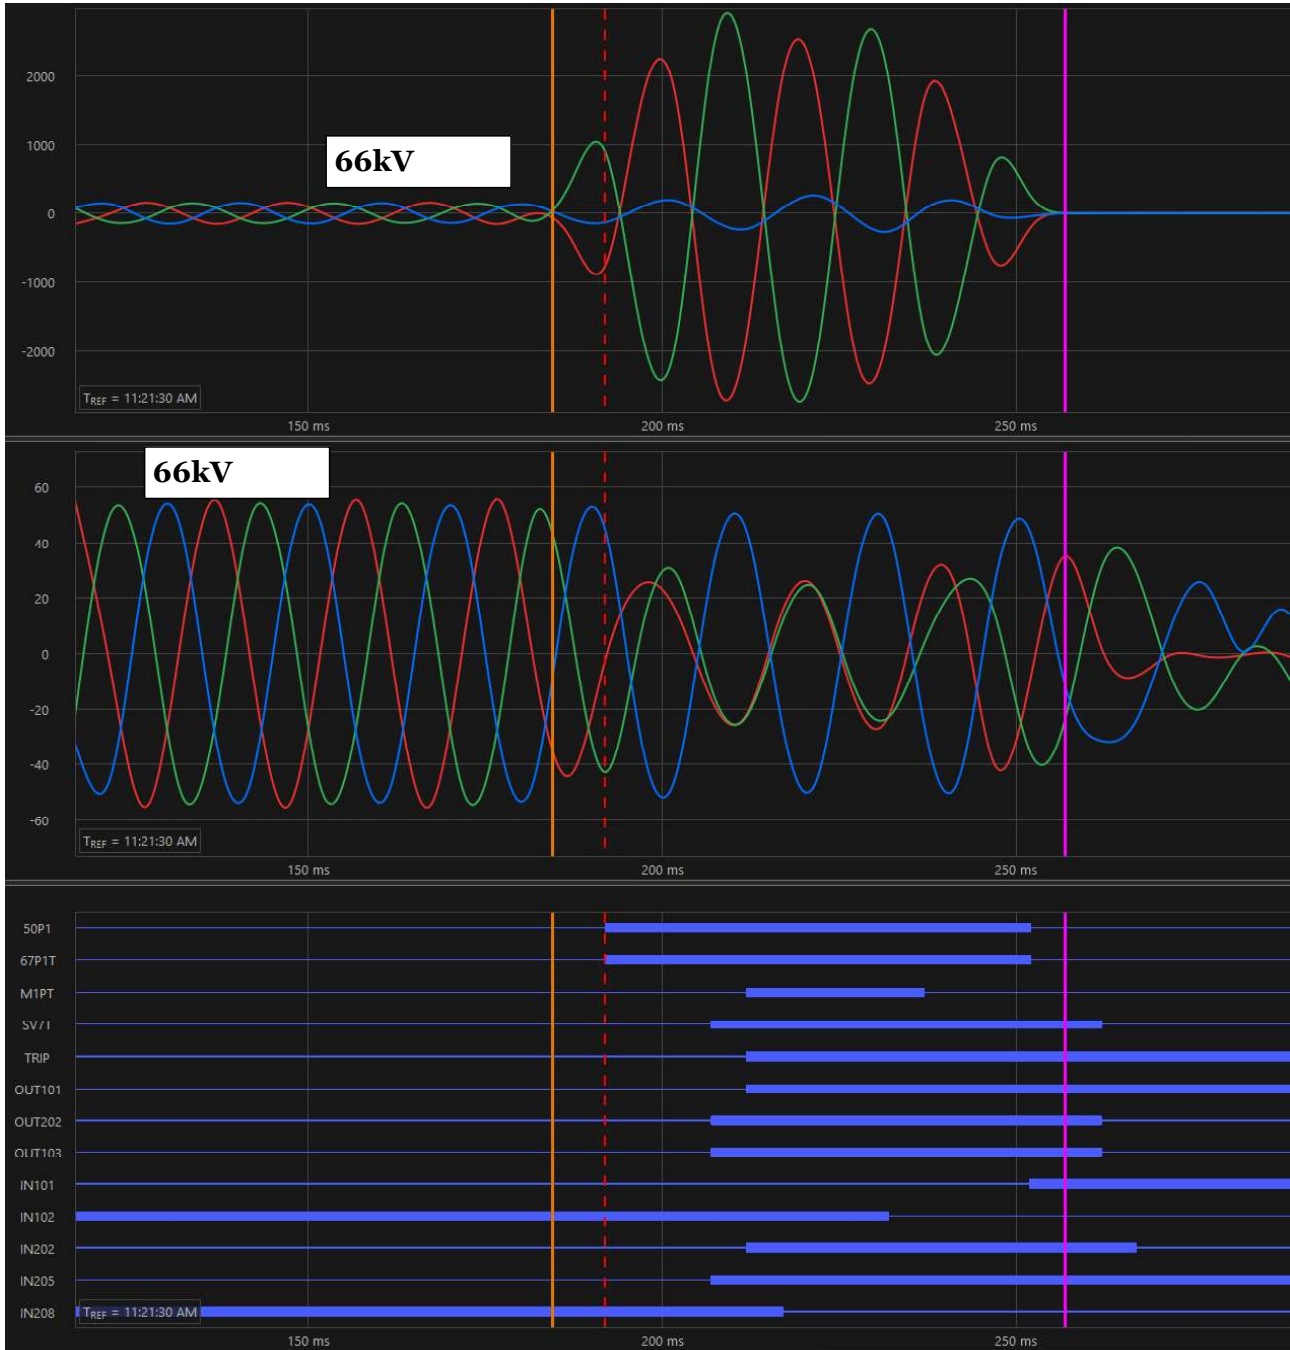 2000
66kV
1000
0
-1000
-2000
TREF = 11:21:30 AM
150 ms 200 ms 250 ms
66kV
60
40
20
0
-20
-40
-60
TREF = 11:21:30 AM
150 ms 200 ms 250 ms
50P1
67P1T
M1PT
SV7T
TRIP
OUT101
OUT202
OUT103
IN101
IN102
IN202
IN205
IN208 TREF = 11:21:30 AM
150 ms 200 ms 250 ms